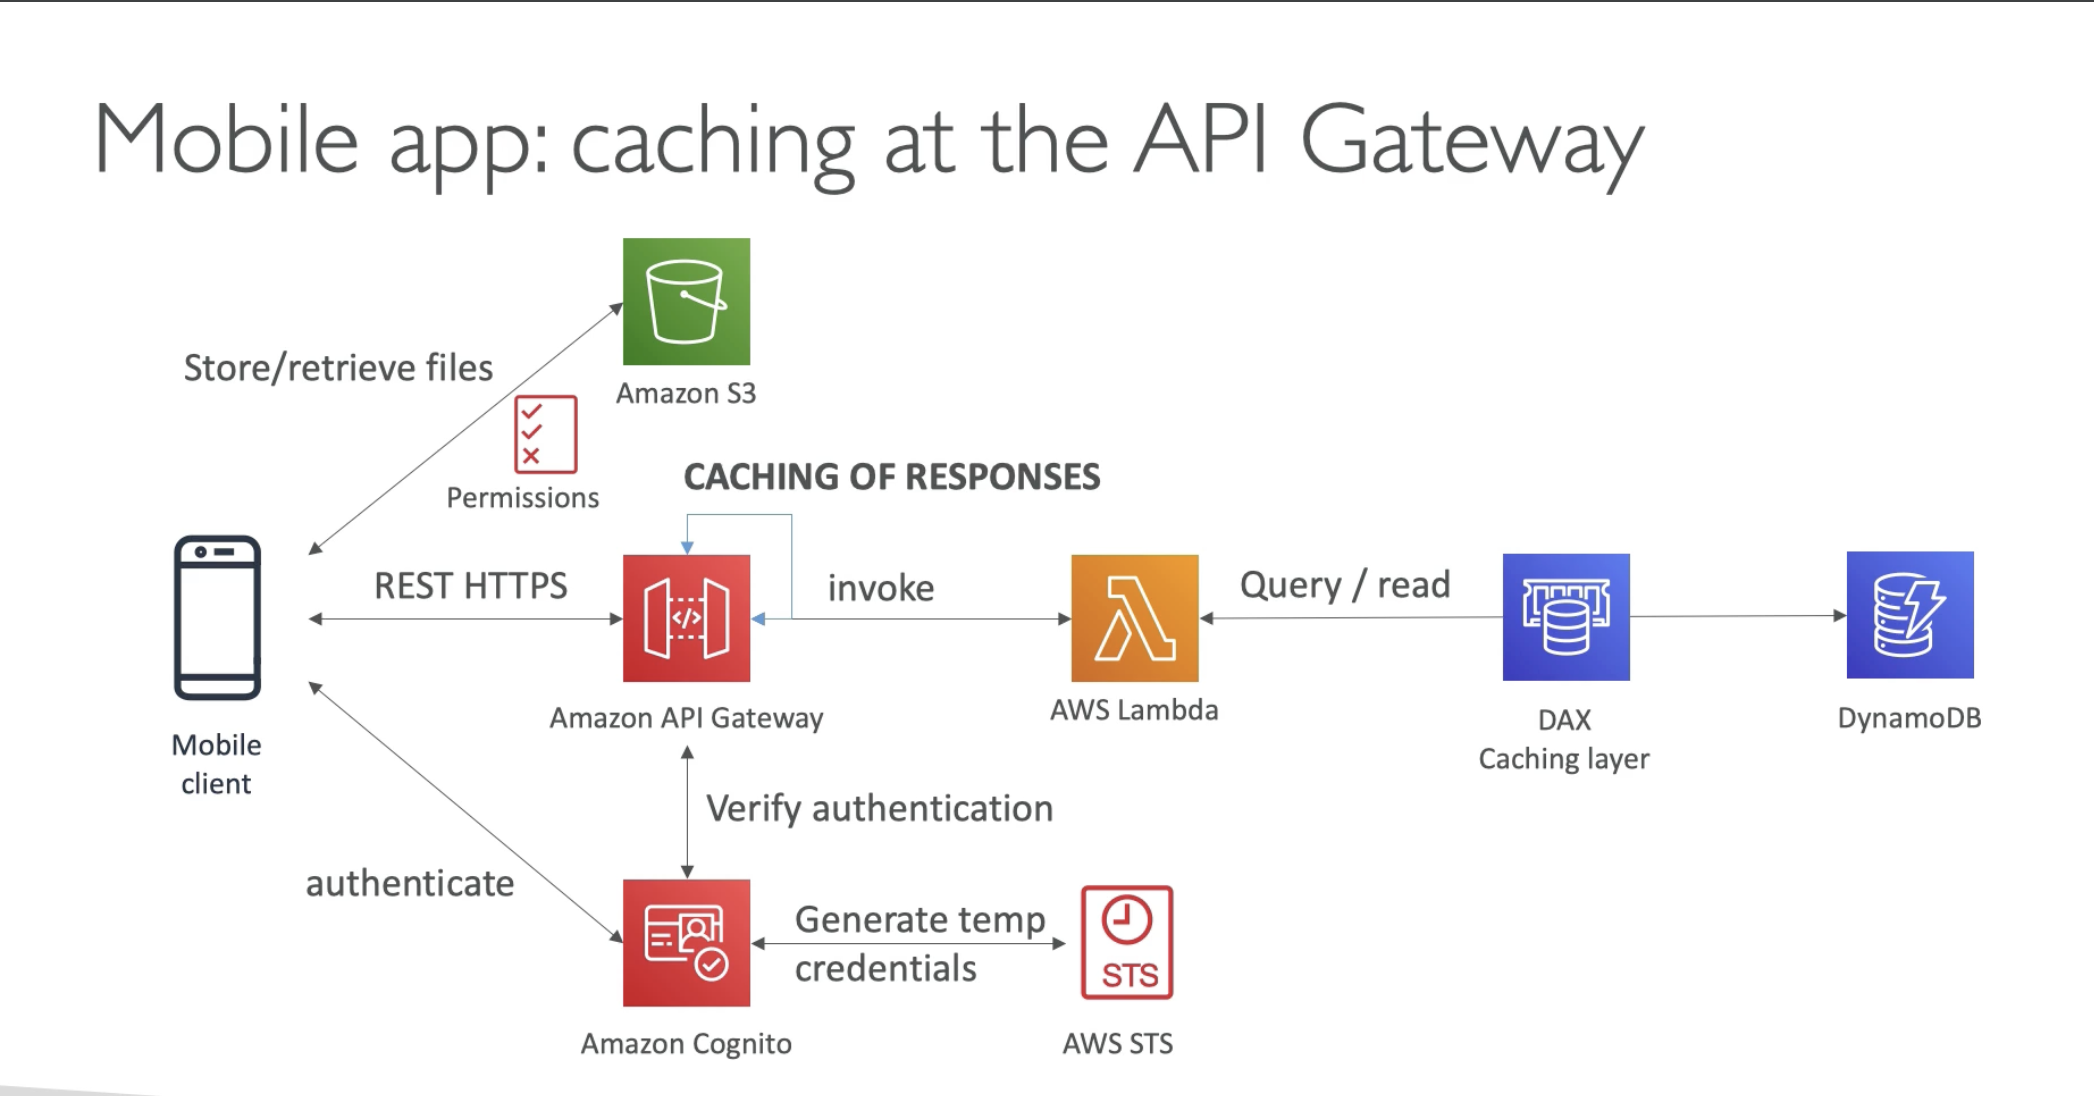 Mobile app: caching at the API Gateway
Amazon S3
Store/retrieve files
Permissions
CACHING OF RESPONSES
REST HTTPS
</>
invoke
Query / read
Mobile
client
Amazon API Gateway
AWS Lambda
DAX
Caching layer
DynamoDB
Verify authentication
authenticate
Generate temp
credentials
STS
Amazon Cognito
AWS STS